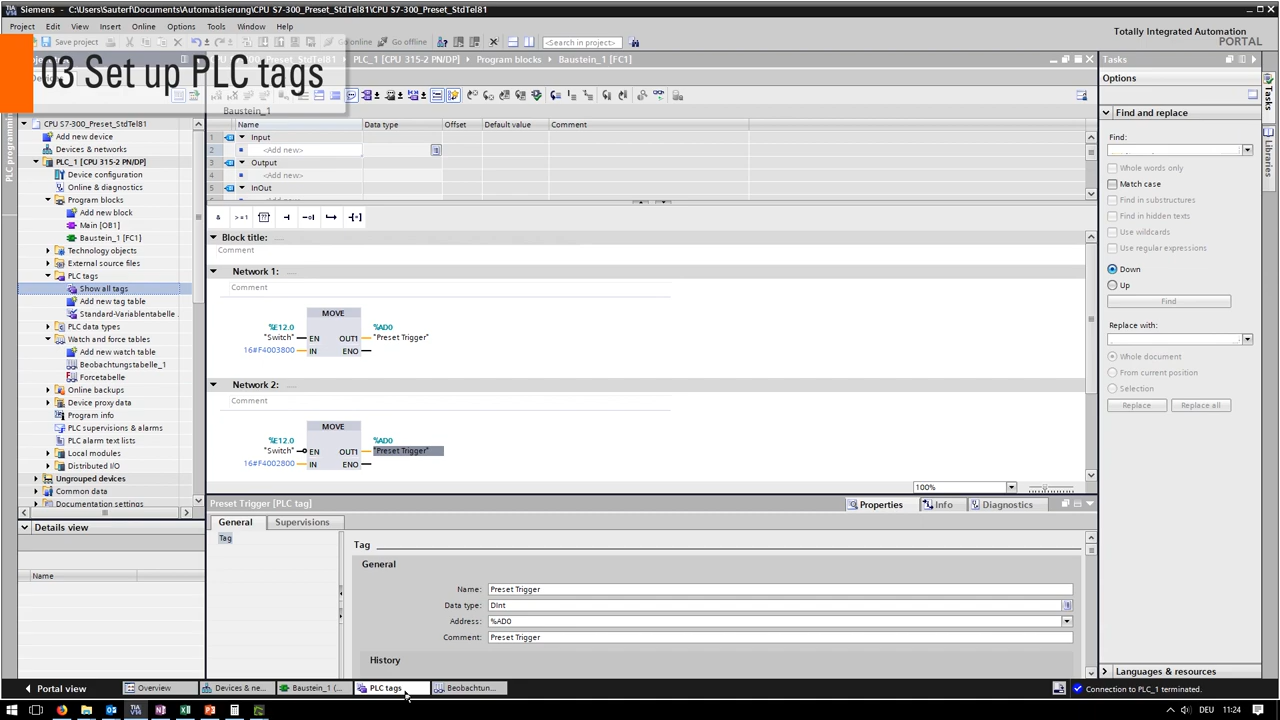 Siemens - C:\Users\Sauterf\Documents\Automatisierung\CPU S7-300_Preset_StdTel81\CPU S7-300_Preset_StdTel81
Project Edit View Insert Online Options Tools Window Help
Totally Integrated Automation
PORTAL
Save project
Go online
Go offline
<Search in project>
03 Set up PLC tags
PLC_1 [CPU 315-2 PN/DP] Program blocks Baustein_1 [FC1]
Tasks
Options
Baustein_1
Name Data type Offset Default value Comment
1 Input
2 <Add new>
3 Output
4 <Add new>
5 InOut
CPU S7-300_Preset_StdTel81
Add new device
Devices & networks
PLC_1 [CPU 315-2 PN/DP]
Device configuration
Online & diagnostics
Program blocks
Add new block
Main [OB1]
Baustein_1 [FC1]
Technology objects
External source files
PLC tags
Show all tags
Add new tag table
Standard-Variablentabelle
PLC data types
Watch and force tables
Add new watch table
Beobachtungstabelle_1
Forcetabelle
Online backups
Device proxy data
Program info
PLC supervisions & alarms
PLC alarm text lists
Local modules
Distributed I/O
Ungrouped devices
Common data
Documentation settings
Details view
Name
& >=1 [??]
Block title:
Comment
Network 1:
Comment
MOVE
%E12.0
"Switch"
EN OUT1
%AD0
"Preset Trigger"
16#F4003800
IN ENO
Network 2:
Comment
MOVE
%E12.0
"Switch"
EN OUT1
%AD0
"Preset Trigger"
16#F4002800
IN ENO
100%
Preset Trigger [PLC tag]
Properties Info Diagnostics
General Supervisions
Tag
Tag
General
Name: Preset Trigger
Data type: DInt
Address: %AD0
Comment: Preset Trigger
History
Find and replace
Find:
Whole words only
Match case
Find in substructures
Find in hidden texts
Use wildcards
Use regular expressions
Down
Up
Find
Replace with:
Whole document
From current position
Selection
Replace Replace all
Languages & resources
Tasks
Libraries
PLC programming
Portal view Overview Devices & ne... Baustein_1 (... PLC tags Beobachtun...
Connection to PLC_1 terminated.
DEU 11:24